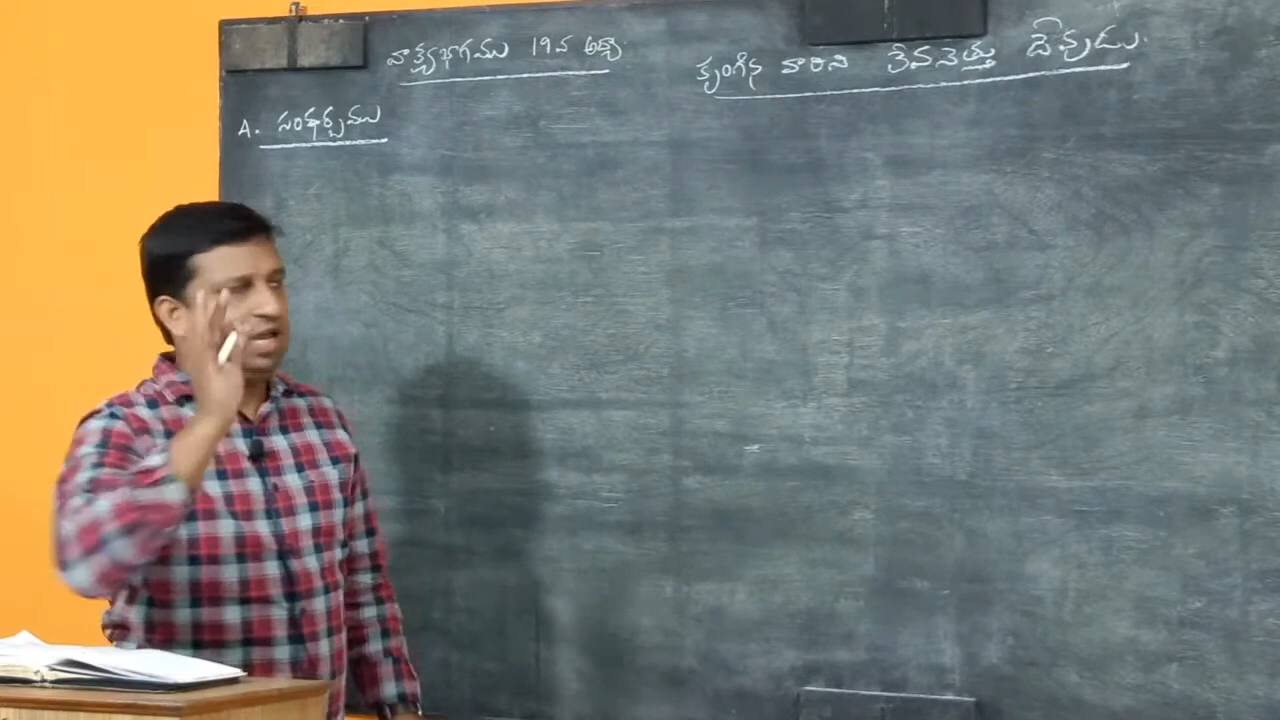 వాక్యభాగము 19వ అధ్యా.
కృంగిన వారిని లేవనెత్తు దేవుడు.
A. సందర్భము